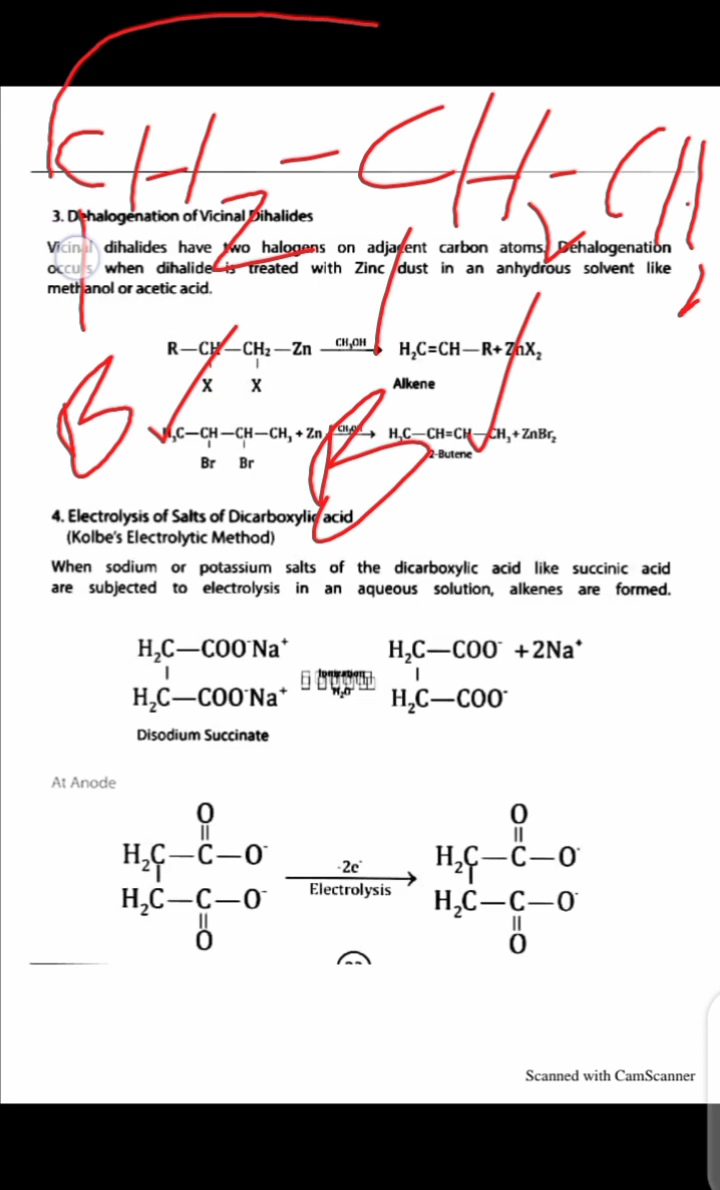 CH2 - CH2 - CH2
3. Dehalogenation of Vicinal Dihalides
Vicinal dihalides have two halogens on adjacent carbon atoms. Dehalogenation
occurs when dihalide is treated with Zinc dust in an anhydrous solvent like
methanol or acetic acid.
R—CH—CH₂—Zn CH₃OH → H₂C=CH—R+ZnX₂
X X Alkene
B B
H₃C—CH—CH—CH₃ + Zn CH₃OH → H₃C—CH=CH—CH₃+ZnBr₂
Br Br 2-Butene
4. Electrolysis of Salts of Dicarboxylic acid
(Kolbe's Electrolytic Method)
When sodium or potassium salts of the dicarboxylic acid like succinic acid
are subjected to electrolysis in an aqueous solution, alkenes are formed.
H₂C—COO⁻Na⁺ H₂C—COO⁻ +2Na⁺
Ionization
H₂O
H₂C—COO⁻Na⁺ H₂C—COO⁻
Disodium Succinate
At Anode
O O
H₂C—C—O⁻ -2e⁻ H₂C—C—O
H₂C—C—O⁻ Electrolysis H₂C—C—O
O O
Scanned with CamScanner